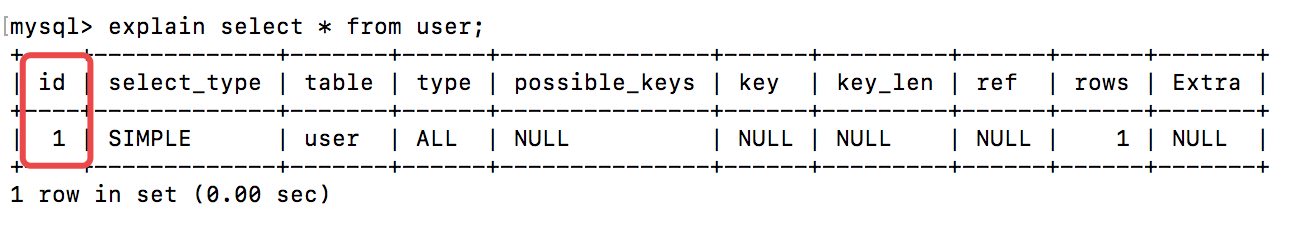 [mysql> explain select * from user;
+----+-------------+-------+------+---------------+------+---------+------+------+-------+
| id | select_type | table | type | possible_keys | key | key_len | ref | rows | Extra |
+----+-------------+-------+------+---------------+------+---------+------+------+-------+
| 1 | SIMPLE | user | ALL | NULL | NULL | NULL | NULL | 1 | NULL |
+----+-------------+-------+------+---------------+------+---------+------+------+-------+
1 row in set (0.00 sec)